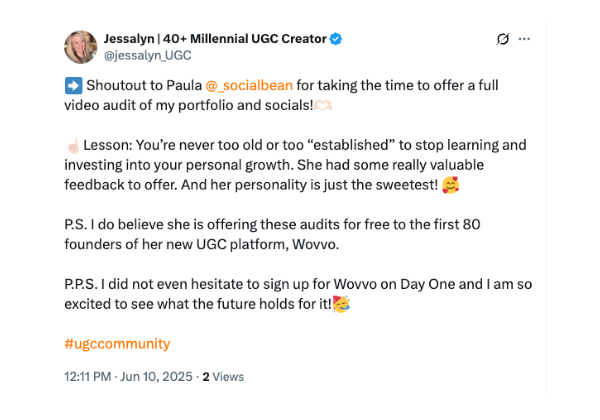 Jessalyn | 40+ Millennial UGC Creator
@jessalyn_UGC
➡️ Shoutout to Paula @_socialbean for taking the time to offer a full
video audit of my portfolio and socials!🫶🏻
☝🏻 Lesson: You’re never too old or too “established” to stop learning and
investing into your personal growth. She had some really valuable
feedback to offer. And her personality is just the sweetest! 🥰
P.S. I do believe she is offering these audits for free to the first 80
founders of her new UGC platform, Wovvo.
P.P.S. I did not even hesitate to sign up for Wovvo on Day One and I am so
excited to see what the future holds for it!🥳
#ugccommunity
12:11 PM · Jun 10, 2025 · 2 Views